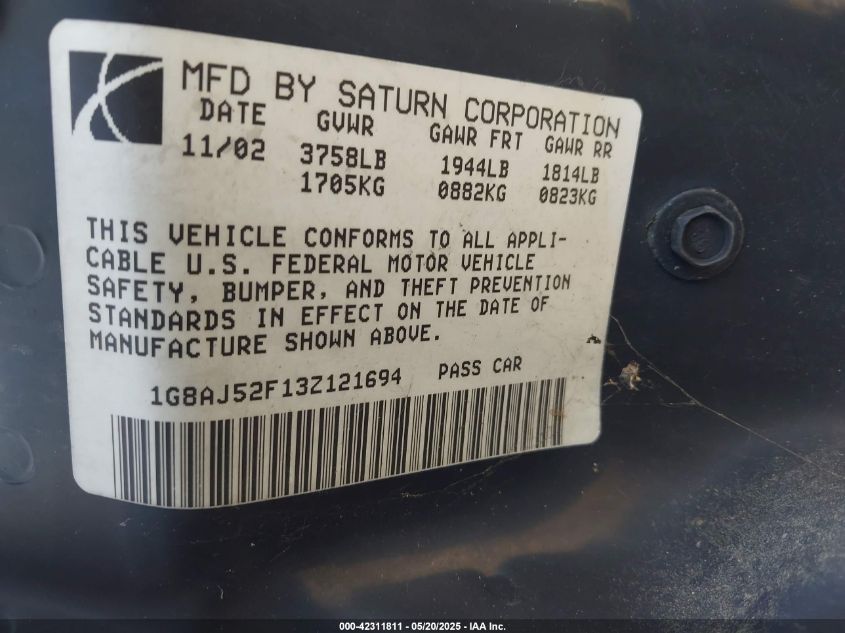 MFD BY SATURN CORPORATION
DATE GVWR GAWR FRT GAWR RR
11/02 3758LB 1944LB 1814LB
1705KG 0882KG 0823KG
THIS VEHICLE CONFORMS TO ALL APPLI-
CABLE U.S. FEDERAL MOTOR VEHICLE
SAFETY, BUMPER, AND THEFT PREVENTION
STANDARDS IN EFFECT ON THE DATE OF
MANUFACTURE SHOWN ABOVE.
1G8AJ52F13Z121694 PASS CAR
000-42311811 — 05/20/2025 — IAA Inc.